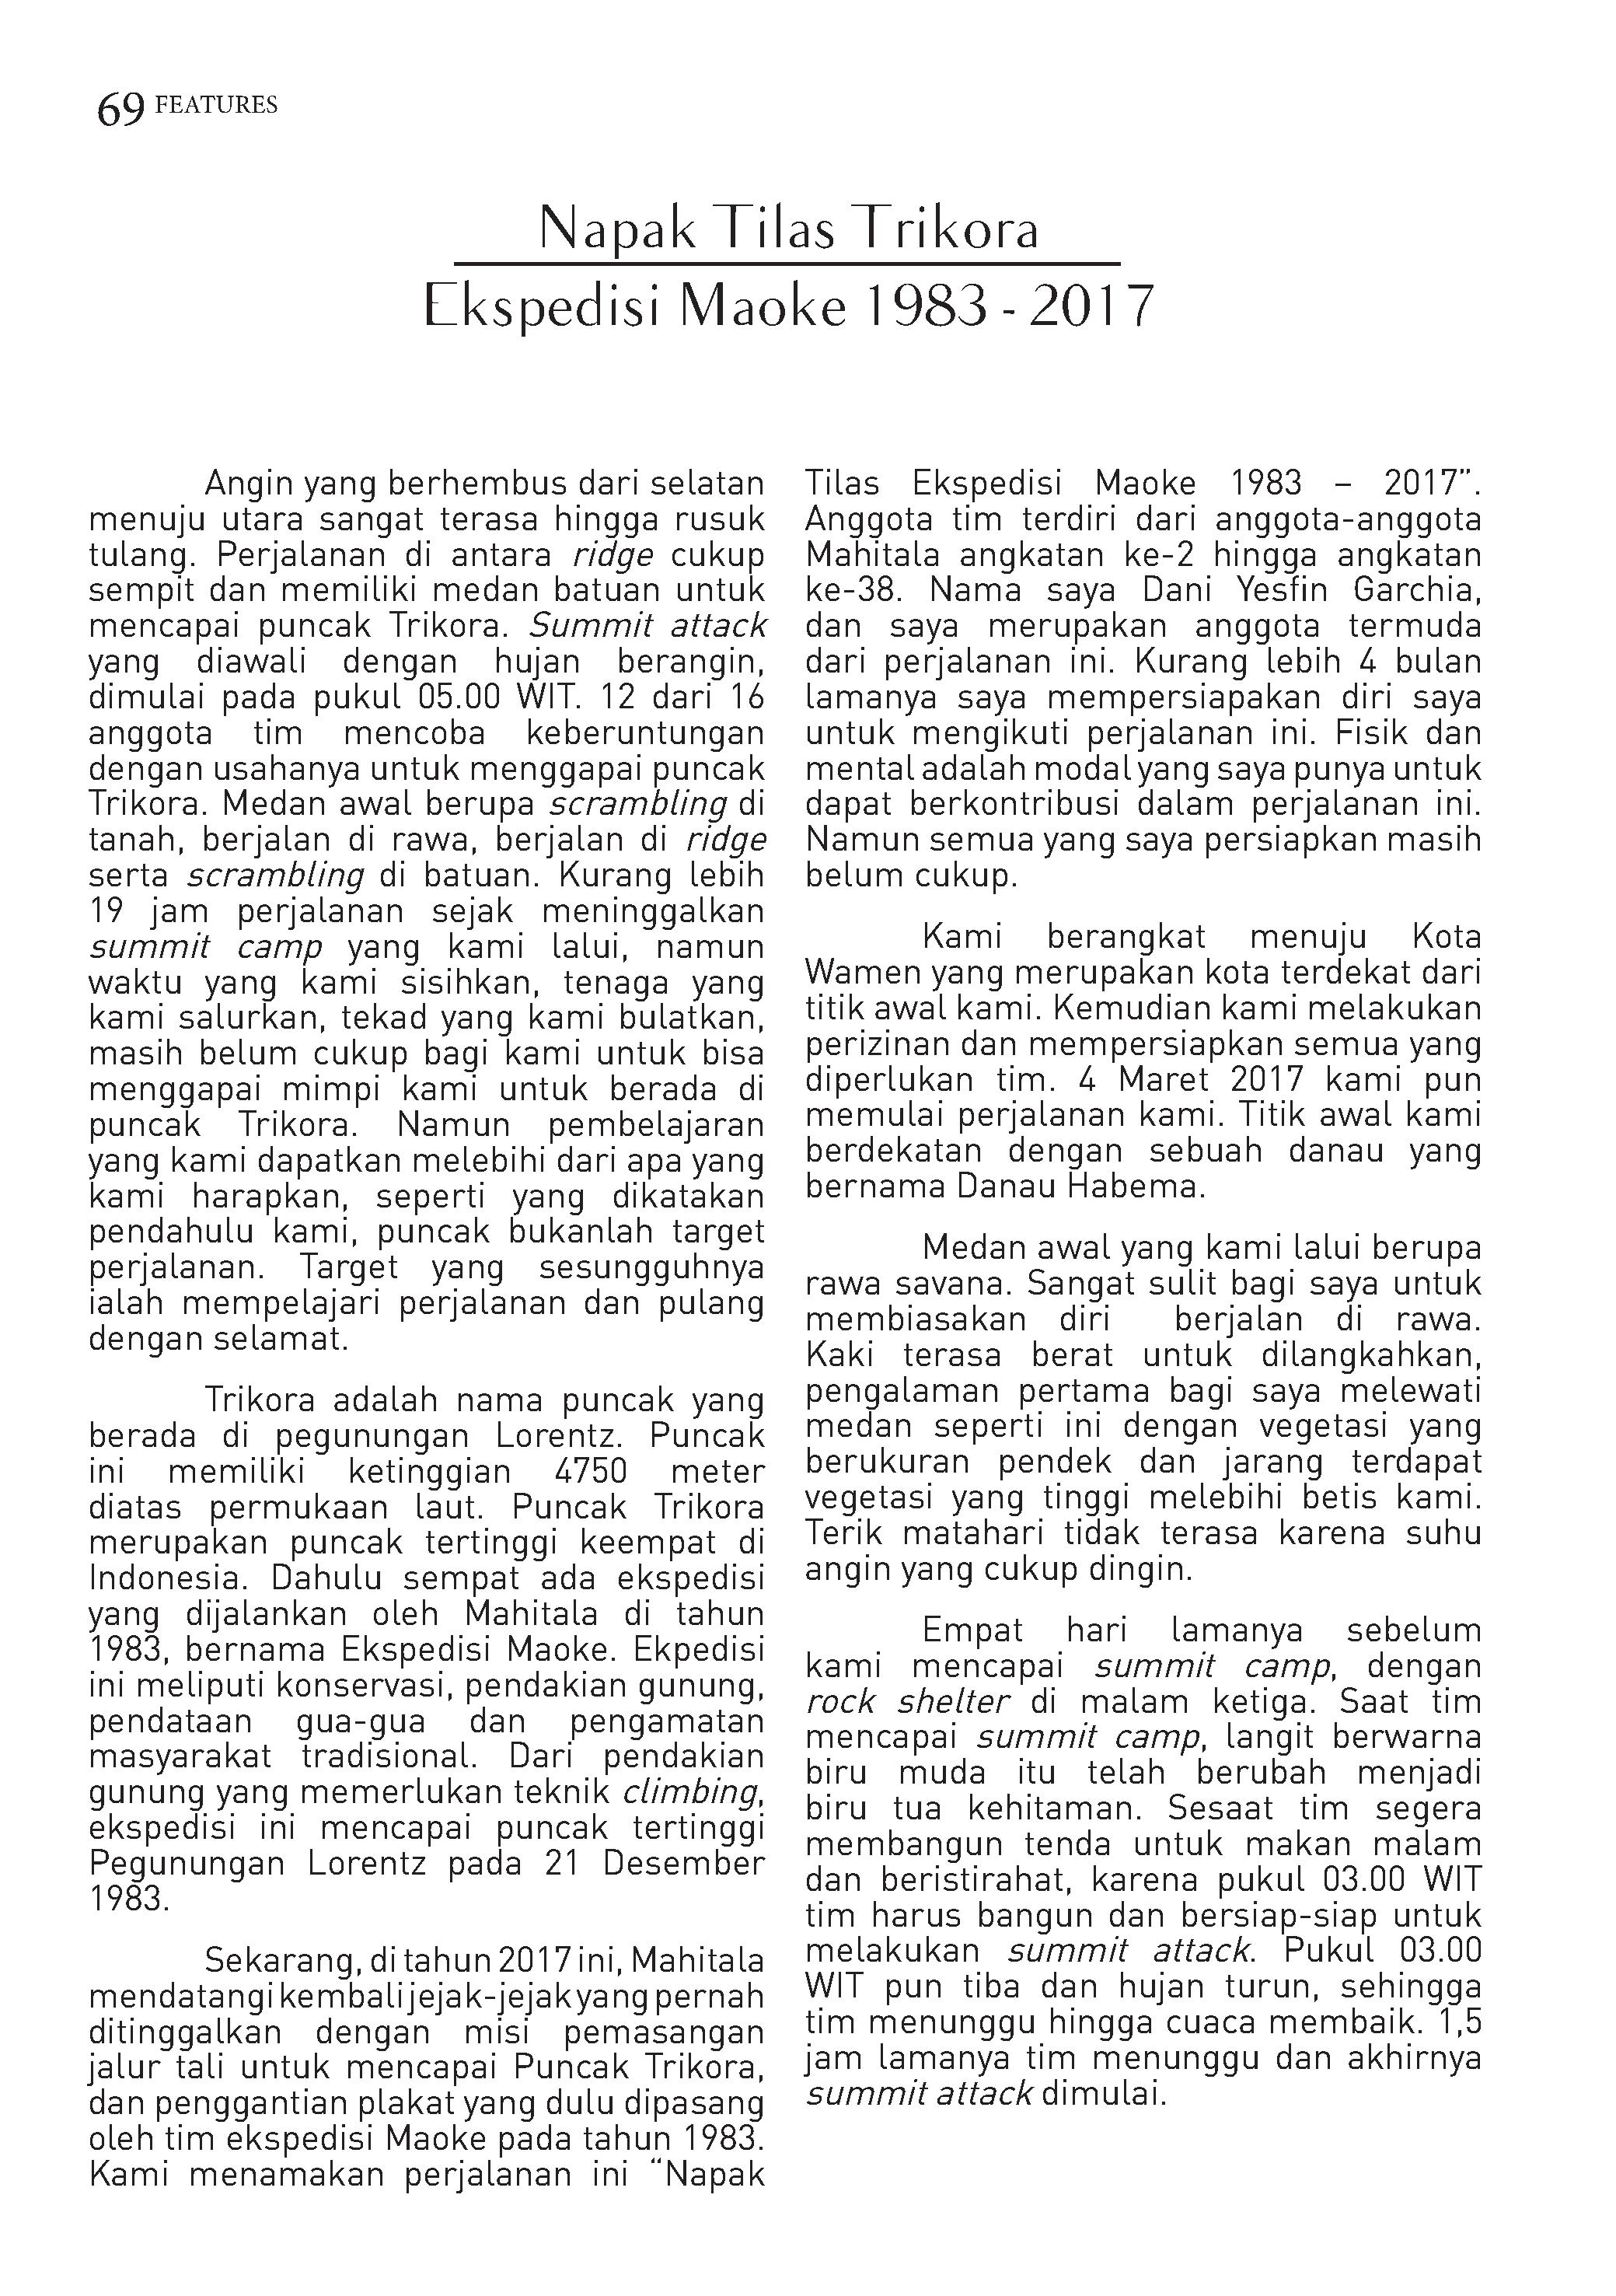 69 FEATURES
Napak Tilas Trikora
Ekspedisi Maoke 1983 - 2017
Angin yang berhembus dari selatan
menuju utara sangat terasa hingga rusuk
tulang. Perjalanan di antara ridge cukup
sempit dan memiliki medan batuan untuk
mencapai puncak Trikora. Summit attack
yang diawali dengan hujan berangin,
dimulai pada pukul 05.00 WIT. 12 dari 16
anggota tim mencoba keberuntungan
dengan usahanya untuk menggapai puncak
Trikora. Medan awal berupa scrambling di
tanah, berjalan di rawa, berjalan di ridge
serta scrambling di batuan. Kurang lebih
19 jam perjalanan sejak meninggalkan
summit camp yang kami lalui, namun
waktu yang kami sisihkan, tenaga yang
kami salurkan, tekad yang kami bulatkan,
masih belum cukup bagi kami untuk bisa
menggapai mimpi kami untuk berada di
puncak Trikora. Namun pembelajaran
yang kami dapatkan melebihi dari apa yang
kami harapkan, seperti yang dikatakan
pendahulu kami, puncak bukanlah target
perjalanan. Target yang sesungguhnya
ialah mempelajari perjalanan dan pulang
dengan selamat.
Trikora adalah nama puncak yang
berada di pegunungan Lorentz. Puncak
ini memiliki ketinggian 4750 meter
diatas permukaan laut. Puncak Trikora
merupakan puncak tertinggi keempat di
Indonesia. Dahulu sempat ada ekspedisi
yang dijalankan oleh Mahitala di tahun
1983, bernama Ekspedisi Maoke. Ekpedisi
ini meliputi konservasi, pendakian gunung,
pendataan gua-gua dan pengamatan
masyarakat tradisional. Dari pendakian
gunung yang memerlukan teknik climbing,
ekspedisi ini mencapai puncak tertinggi
Pegunungan Lorentz pada 21 Desember
1983.
Sekarang, di tahun 2017 ini, Mahitala
mendatangi kembali jejak-jejak yang pernah
ditinggalkan dengan misi pemasangan
jalur tali untuk mencapai Puncak Trikora,
dan penggantian plakat yang dulu dipasang
oleh tim ekspedisi Maoke pada tahun 1983.
Kami menamakan perjalanan ini “Napak
Tilas Ekspedisi Maoke 1983 – 2017”.
Anggota tim terdiri dari anggota-anggota
Mahitala angkatan ke-2 hingga angkatan
ke-38. Nama saya Dani Yesfin Garchia,
dan saya merupakan anggota termuda
dari perjalanan ini. Kurang lebih 4 bulan
lamanya saya mempersiapakan diri saya
untuk mengikuti perjalanan ini. Fisik dan
mental adalah modal yang saya punya untuk
dapat berkontribusi dalam perjalanan ini.
Namun semua yang saya persiapkan masih
belum cukup.
Kami berangkat menuju Kota
Wamen yang merupakan kota terdekat dari
titik awal kami. Kemudian kami melakukan
perizinan dan mempersiapkan semua yang
diperlukan tim. 4 Maret 2017 kami pun
memulai perjalanan kami. Titik awal kami
berdekatan dengan sebuah danau yang
bernama Danau Habema.
Medan awal yang kami lalui berupa
rawa savana. Sangat sulit bagi saya untuk
membiasakan diri berjalan di rawa.
Kaki terasa berat untuk dilangkahkan,
pengalaman pertama bagi saya melewati
medan seperti ini dengan vegetasi yang
berukuran pendek dan jarang terdapat
vegetasi yang tinggi melebihi betis kami.
Terik matahari tidak terasa karena suhu
angin yang cukup dingin.
Empat hari lamanya sebelum
kami mencapai summit camp, dengan
rock shelter di malam ketiga. Saat tim
mencapai summit camp, langit berwarna
biru muda itu telah berubah menjadi
biru tua kehitaman. Sesaat tim segera
membangun tenda untuk makan malam
dan beristirahat, karena pukul 03.00 WIT
tim harus bangun dan bersiap-siap untuk
melakukan summit attack. Pukul 03.00
WIT pun tiba dan hujan turun, sehingga
tim menunggu hingga cuaca membaik. 1,5
jam lamanya tim menunggu dan akhirnya
summit attack dimulai.